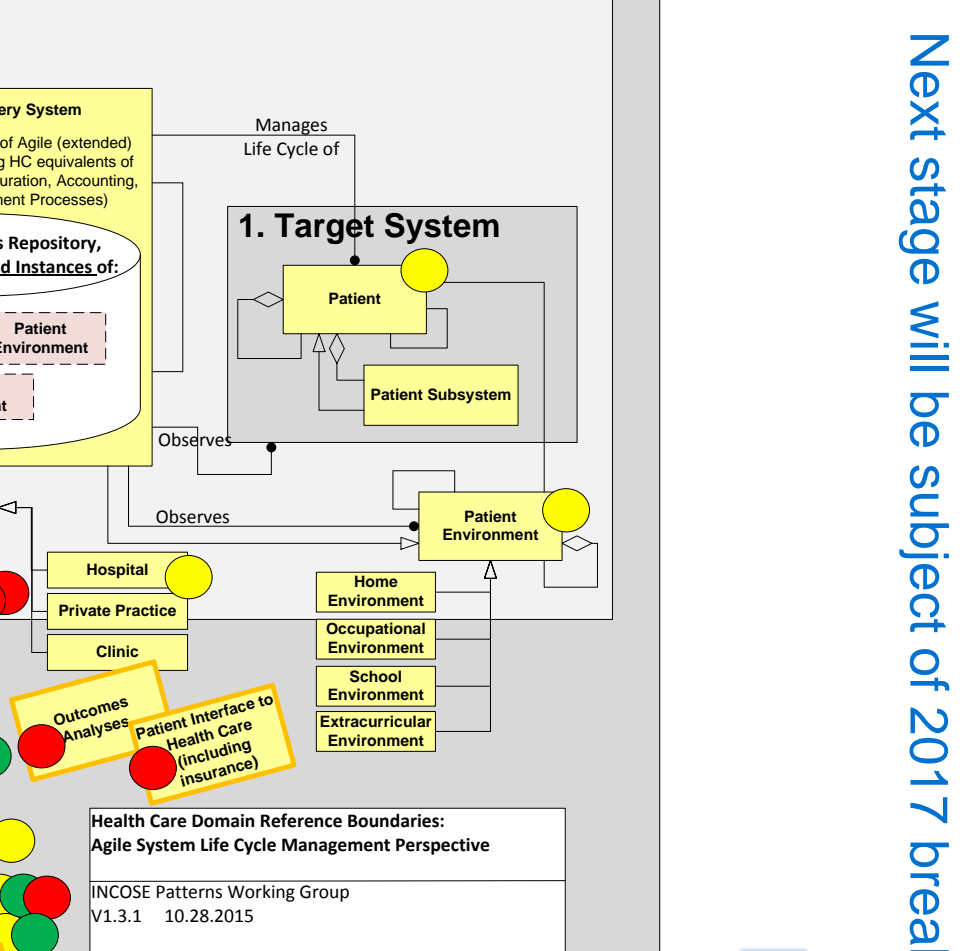 ery System
of Agile (extended)
g HC equivalents of
uration, Accounting,
ment Processes)
s Repository,
d Instances of:
Patient
Environment
t
Manages
Life Cycle of
1. Target System
Patient
Patient Subsystem
Observes
Observes
Patient
Environment
Hospital
Private Practice
Clinic
Home
Environment
Occupational
Environment
School
Environment
Extracurricular
Environment
Outcomes
Analyses
Patient Interface to
Health Care
(including
insurance)
Health Care Domain Reference Boundaries:
Agile System Life Cycle Management Perspective
INCOSE Patterns Working Group
V1.3.1 10.28.2015
Next stage will be subject of 2017 brea